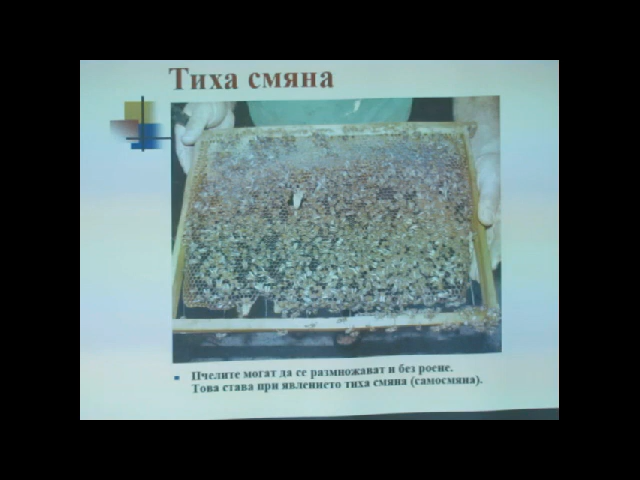 Тиха смяна
Пчелите могат да се размножават и без роене.
Това става при явлението тиха смяна (самосмяна).